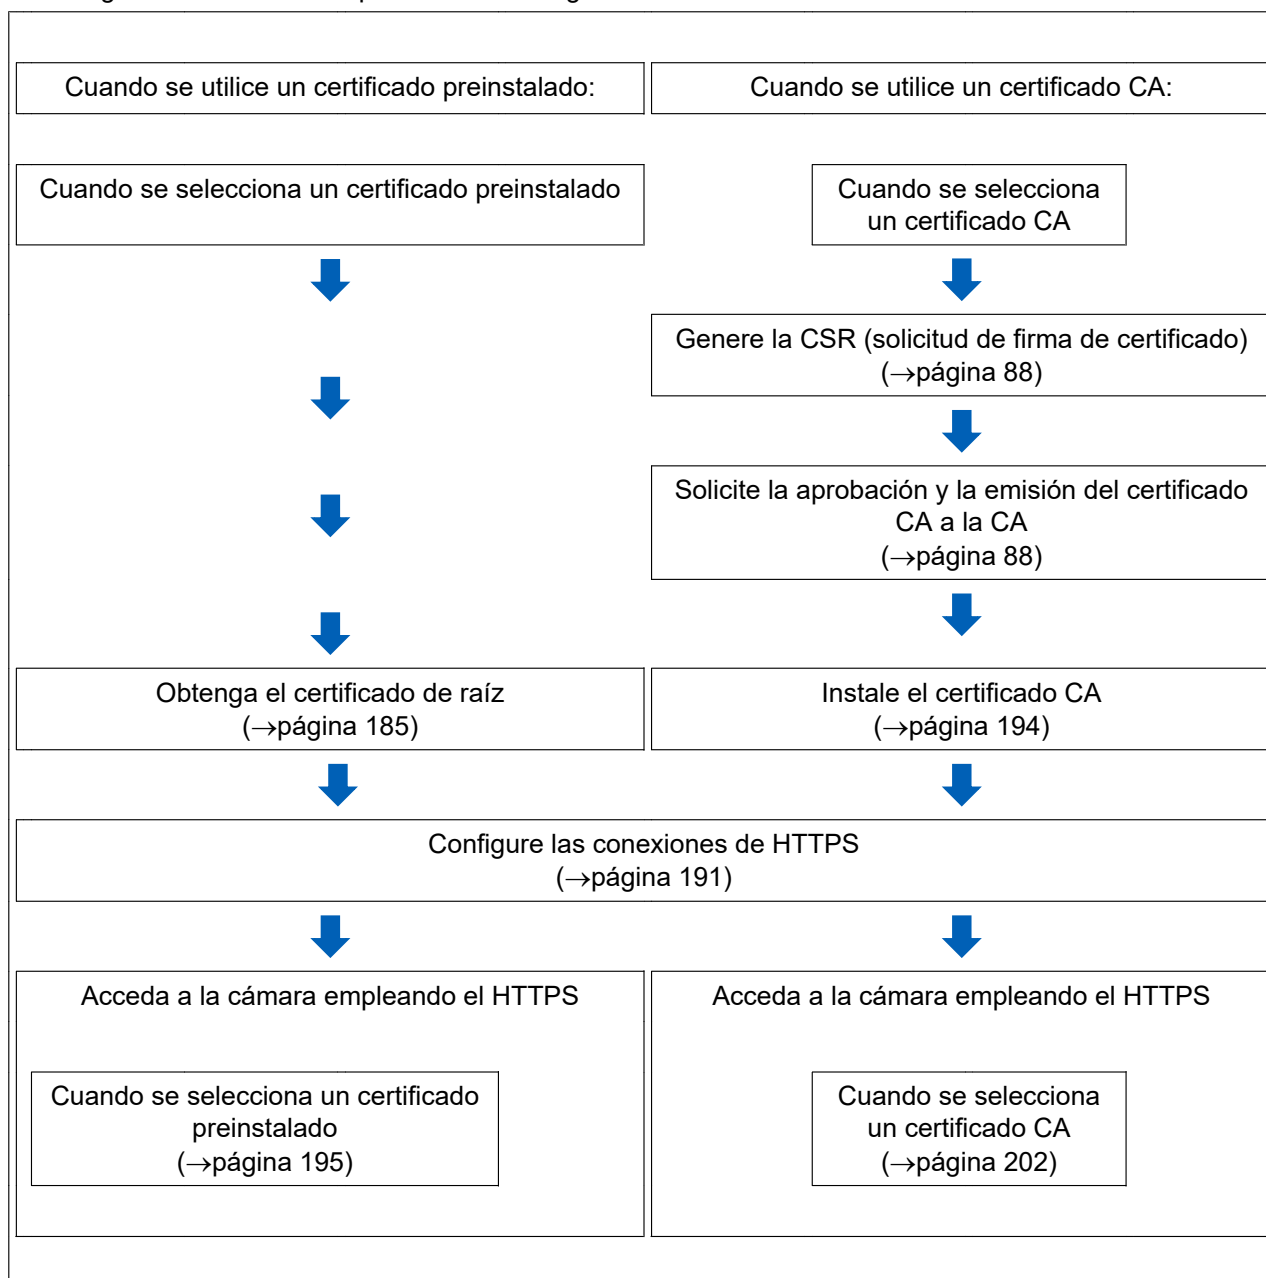 Cuando se utilice un certificado preinstalado:
Cuando se utilice un certificado CA:
Cuando se selecciona un certificado preinstalado
Cuando se selecciona
un certificado CA
Genere la CSR (solicitud de firma de certificado)
(→página 88)
Solicite la aprobación y la emisión del certificado
CA a la CA
(→página 88)
Obtenga el certificado de raíz
(→página 185)
Instale el certificado CA
(→página 194)
Configure las conexiones de HTTPS
(→página 191)
Acceda a la cámara empleando el HTTPS
Cuando se selecciona un certificado
preinstalado
(→página 195)
Acceda a la cámara empleando el HTTPS
Cuando se selecciona
un certificado CA
(→página 202)